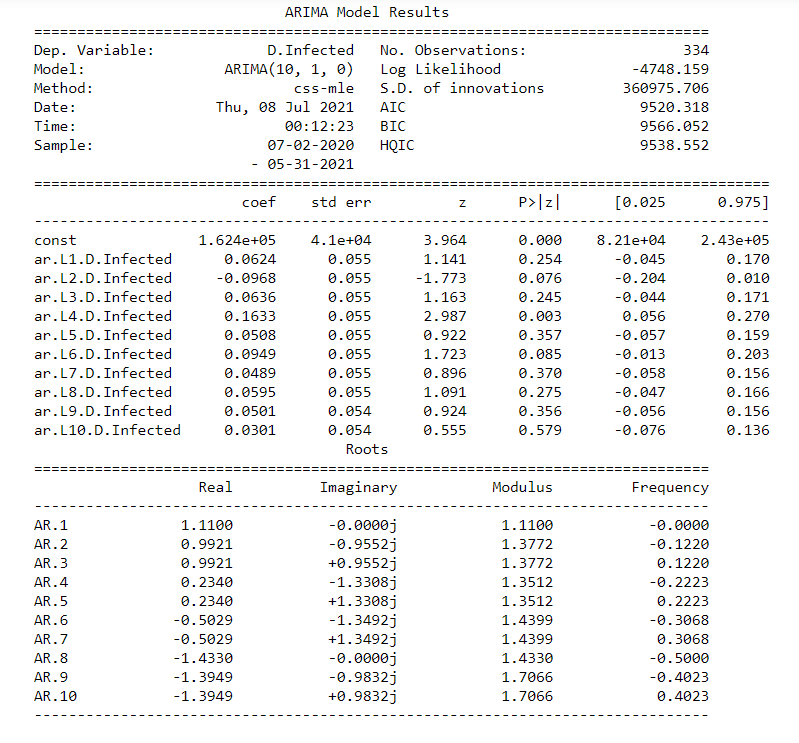 ARIMA Model Results
==============================================================================
Dep. Variable:             D.Infected   No. Observations:                  334
Model:                ARIMA(10, 1, 0)   Log Likelihood               -4748.159
Method:                       css-mle   S.D. of innovations         360975.706
Date:                Thu, 08 Jul 2021   AIC                           9520.318
Time:                        00:12:23   BIC                           9566.052
Sample:                    07-02-2020   HQIC                          9538.552
                         - 05-31-2021
=====================================================================================
                        coef    std err          z      P>|z|      [0.025      0.975]
-------------------------------------------------------------------------------------
const              1.624e+05    4.1e+04      3.964      0.000    8.21e+04    2.43e+05
ar.L1.D.Infected      0.0624      0.055      1.141      0.254      -0.045       0.170
ar.L2.D.Infected     -0.0968      0.055     -1.773      0.076      -0.204       0.010
ar.L3.D.Infected      0.0636      0.055      1.163      0.245      -0.044       0.171
ar.L4.D.Infected      0.1633      0.055      2.987      0.003       0.056       0.270
ar.L5.D.Infected      0.0508      0.055      0.922      0.357      -0.057       0.159
ar.L6.D.Infected      0.0949      0.055      1.723      0.085      -0.013       0.203
ar.L7.D.Infected      0.0489      0.055      0.896      0.370      -0.058       0.156
ar.L8.D.Infected      0.0595      0.055      1.091      0.275      -0.047       0.166
ar.L9.D.Infected      0.0501      0.054      0.924      0.356      -0.056       0.156
ar.L10.D.Infected     0.0301      0.054      0.555      0.579      -0.076       0.136
                                    Roots
==============================================================================
                   Real          Imaginary           Modulus         Frequency
------------------------------------------------------------------------------
AR.1             1.1100           -0.0000j            1.1100           -0.0000
AR.2             0.9921           -0.9552j            1.3772           -0.1220
AR.3             0.9921           +0.9552j            1.3772            0.1220
AR.4             0.2340           -1.3308j            1.3512           -0.2223
AR.5             0.2340           +1.3308j            1.3512            0.2223
AR.6            -0.5029           -1.3492j            1.4399           -0.3068
AR.7            -0.5029           +1.3492j            1.4399            0.3068
AR.8            -1.4330           -0.0000j            1.4330           -0.5000
AR.9            -1.3949           -0.9832j            1.7066           -0.4023
AR.10           -1.3949           +0.9832j            1.7066            0.4023
------------------------------------------------------------------------------